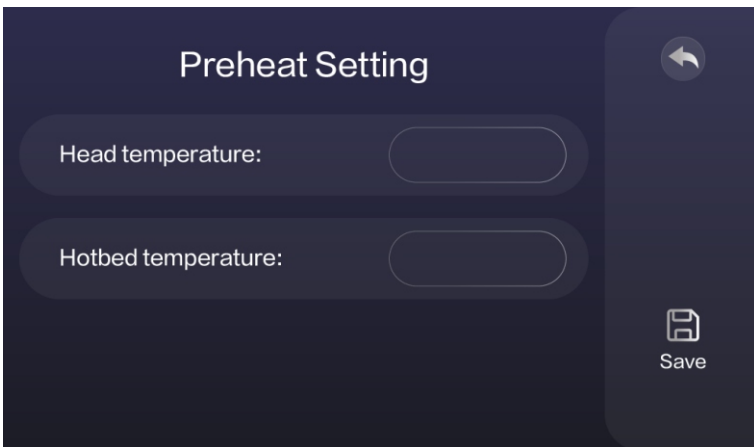 Preheat Setting
Head temperature:
Hotbed temperature:
Save